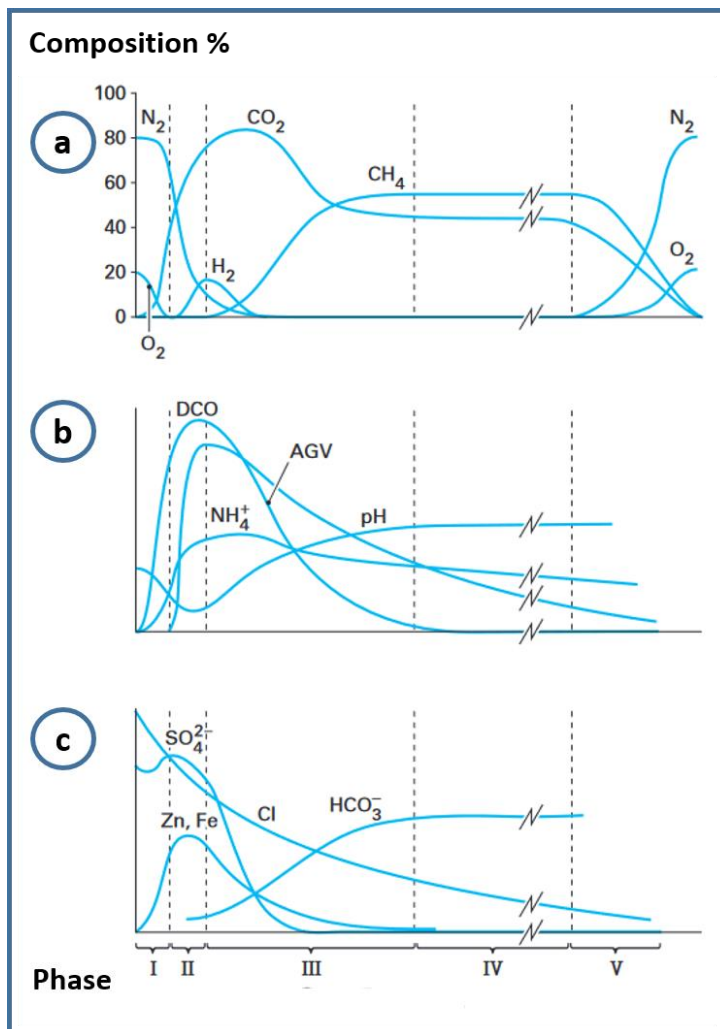 Composition %
a
100
80
60
40
20
0
N₂
CO₂
CH₄
H₂
O₂
N₂
O₂
b
DCO
AGV
NH₄⁺
pH
c
SO₄²⁻
Zn, Fe
Cl
HCO₃⁻
Phase
I II III IV V